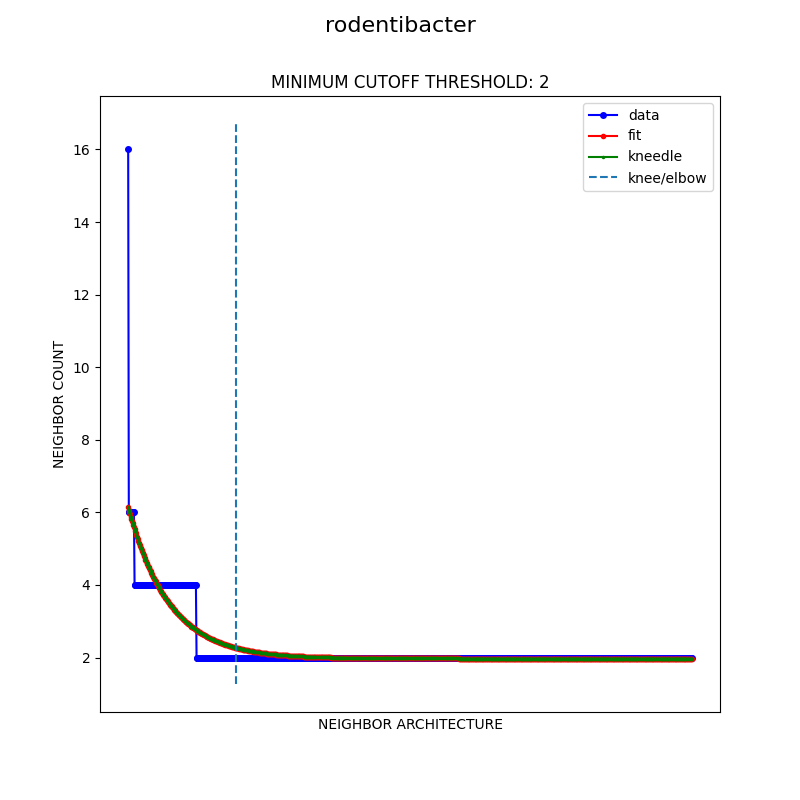 rodentibacter
MINIMUM CUTOFF THRESHOLD: 2
data
fit
kneedle
knee/elbow
16
14
12
10
8
6
4
2
NEIGHBOR COUNT
NEIGHBOR ARCHITECTURE